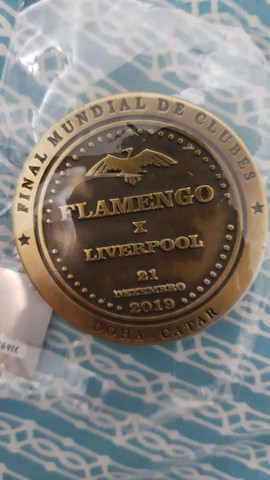 FINAL MUNDIAL DE CLUBES
FLAMENGO
X
LIVERPOOL
21
DEZEMBRO
2019
DOHA-CATAR